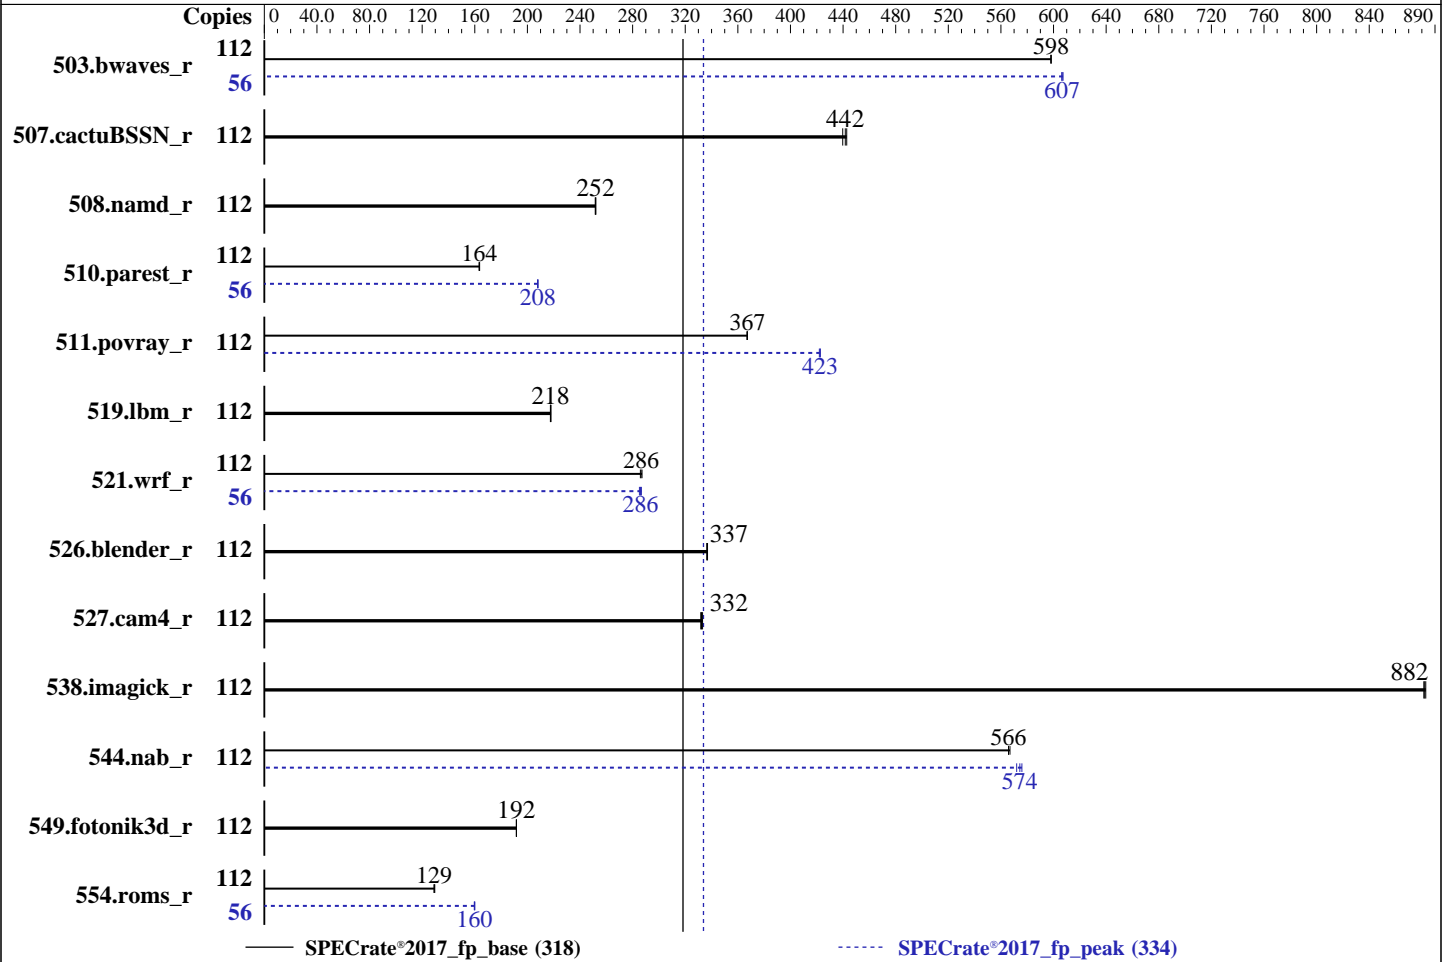 Copies 0 40.0 80.0 120 160 200 240 280 320 360 400 440 480 520 560 600 640 680 720 760 800 840 890
503.bwaves_r 112 598
56 607
507.cactuBSSN_r 112 442
508.namd_r 112 252
510.parest_r 112 164
56 208
511.povray_r 112 367
423
519.lbm_r 112 218
521.wrf_r 112 286
56 286
526.blender_r 112 337
527.cam4_r 112 332
538.imagick_r 112 882
544.nab_r 112 566
574
549.fotonik3d_r 112 192
554.roms_r 112 129
56 160
SPECrate®2017_fp_base (318) SPECrate®2017_fp_peak (334)